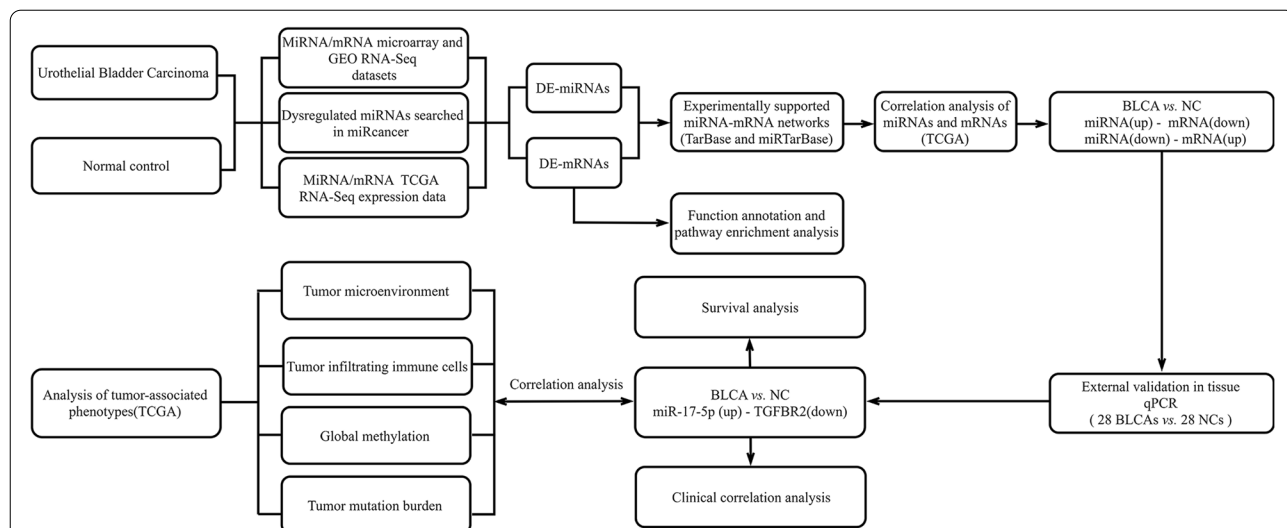 Urothelial Bladder Carcinoma
Normal control
MiRNA/mRNA microarray and
GEO RNA-Seq
datasets
Dysregulated miRNAs searched
in miRcancer
MiRNA/mRNA TCGA
RNA-Seq expression data
DE-miRNAs
DE-mRNAs
Experimentally supported
miRNA-mRNA networks
(TarBase and miRTarBase)
Correlation analysis of
miRNAs and mRNAs
(TCGA)
BLCA vs. NC
miRNA(up) - mRNA(down)
miRNA(down) - mRNA(up)
Function annotation and
pathway enrichment analysis
Analysis of tumor-associated
phenotypes(TCGA)
Tumor microenvironment
Tumor infiltrating immune cells
Global methylation
Tumor mutation burden
Correlation analysis
Survival analysis
BLCA vs. NC
miR-17-5p (up) - TGFBR2(down)
Clinical correlation analysis
External validation in tissue
qPCR
( 28 BLCAs vs. 28 NCs )